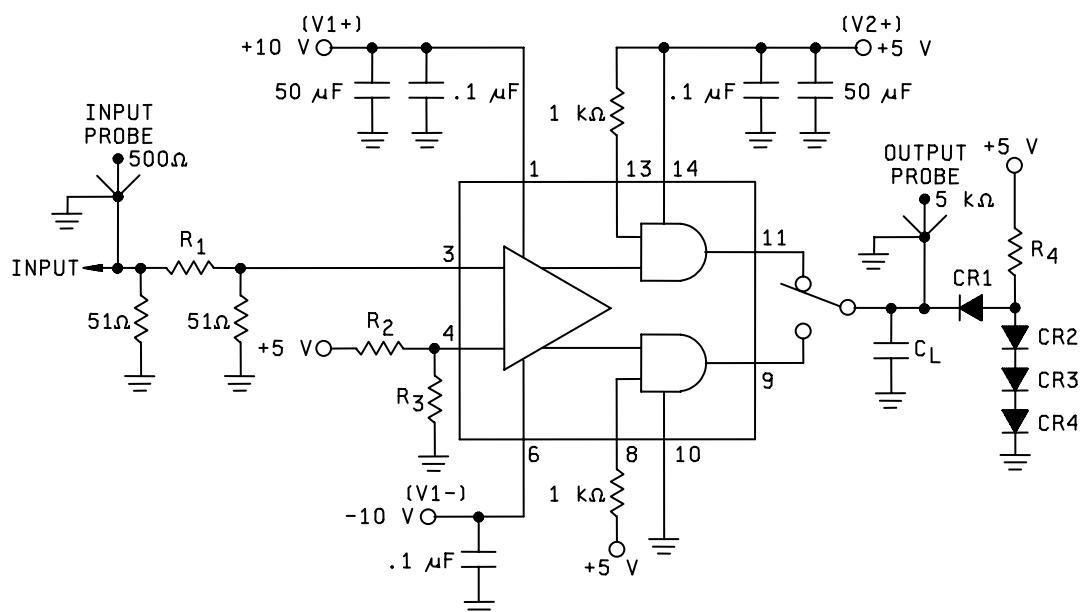 (V1+)
+10 V
50 µF
.1 µF
(V2+)
+5 V
1 kΩ
.1 µF
50 µF
INPUT
PROBE
500Ω
1
13
14
OUTPUT
PROBE
5 kΩ
+5 V
INPUT
R1
51Ω
51Ω
3
11
CR1
R4
+5 V
R2
4
R3
9
CL
CR2
CR3
CR4
6
8
10
(V1-)
-10 V
.1 µF
1 kΩ
+5 V